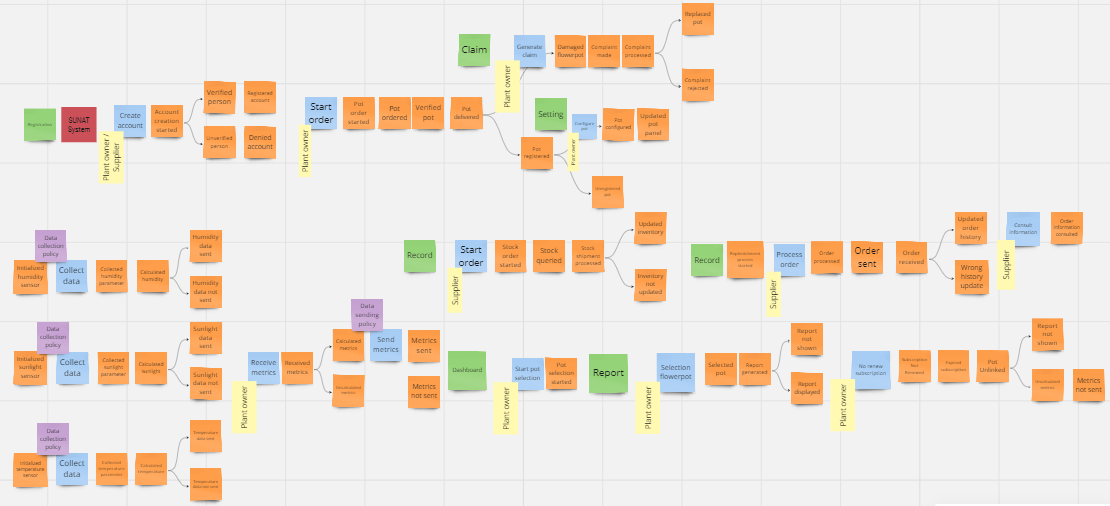 Replaced
pot
Claim
Generate
claim
Damaged
flowerpot
Complaint
made
Complaint
processed
Complaint
rejected
Plant owner
Registration
SUNAT
System
Create
account
Plant owner /
Supplier
Account
creation
started
Verified
person
Registered
account
Unverified
person
Denied
account
Start
order
Plant owner
Pot
order
started
Pot
ordered
Verified
pot
Pot
delivered
Setting
Configure
pot
Plant owner
Pot
configured
Updated
pot
panel
Pot
registered
Unregistered
pot
Data
collection
policy
Initialized
humidity
sensor
Collect
data
Collected
humidity
parameter
Calculated
humidity
Humidity
data
sent
Humidity
data not
sent
Record
Start
order
Supplier
Stock
order
started
Stock
queried
Stock
shipment
processed
Updated
inventory
Inventory
not
updated
Record
Process
order
Supplier
Order
processed
Order
sent
Order
received
Updated
order
history
Wrong
history
update
Consult
information
Supplier
Order
information
consulted
Data
collection
policy
Initialized
sunlight
sensor
Collect
data
Collected
sunlight
parameter
Calculated
sunlight
Sunlight
data
sent
Sunlight
data not
sent
Receive
metrics
Plant owner
Received
metrics
Data
sending
policy
Calculated
metrics
Send
metrics
Metrics
sent
Uncalculated
metrics
Metrics
not sent
Dashboard
Start pot
selection
Plant owner
Pot
selection
started
Report
Selection
flowerpot
Plant owner
Selected
pot
Report
generated
Report
not
shown
Report
displayed
No renew
subscription
Plant owner
Subscription
Not
Renewed
Expired
subscription
Pot
Unlinked
Report
not
shown
Uncalculated
metrics
Metrics
not sent
Data
collection
policy
Initialized
temperature
sensor
Collect
data
Collected
temperature
parameters
Calculated
temperature
Temperature
data sent
Temperature
data not sent